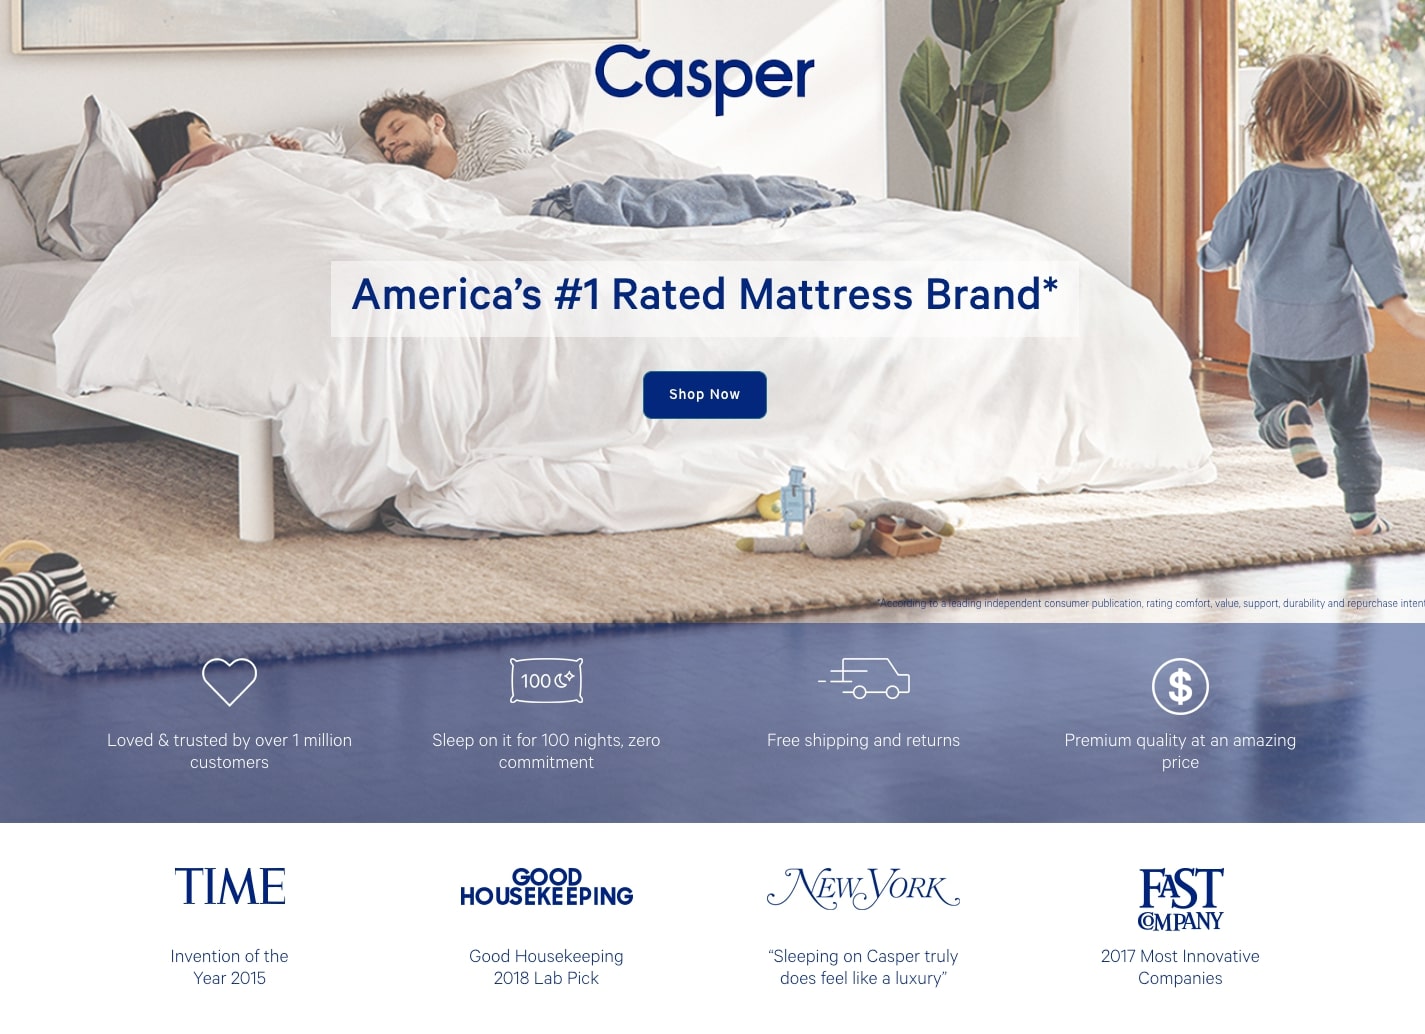 Casper
America’s #1 Rated Mattress Brand*
Shop Now
*According to a leading independent consumer publication, rating comfort, value, support, durability and repurchase intent
100
Loved & trusted by over 1 million
customers
Sleep on it for 100 nights, zero
commitment
Free shipping and returns
$
Premium quality at an amazing
price
TIME
Invention of the
Year 2015
GOOD
HOUSEKEEPING
Good Housekeeping
2018 Lab Pick
NEW YORK
“Sleeping on Casper truly
does feel like a luxury”
FAST
COMPANY
2017 Most Innovative
Companies